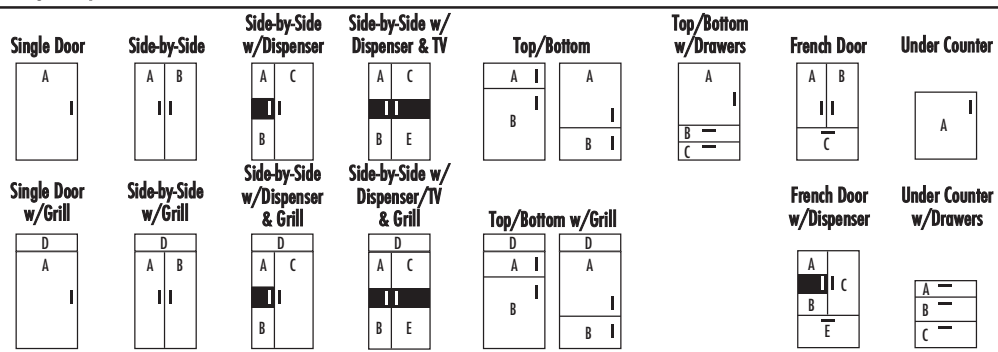 Single Door
Side-by-Side
Side-by-Side
w/Dispenser
Side-by-Side w/
Dispenser & TV
Top/Bottom
Top/Bottom
w/Drawers
French Door
Under Counter
A
A B
A C
B
A C
B E
A
B
A
B
A
B
C
A B
C
A
Single Door
w/Grill
Side-by-Side
w/Grill
Side-by-Side
w/Dispenser
& Grill
Side-by-Side w/
Dispenser/TV
& Grill
Top/Bottom w/Grill
French Door
w/Dispenser
Under Counter
w/Drawers
D
A
D
A B
D
A C
B
D
A C
B E
D
A
B
D
A
B
A
C
B
E
A
B
C